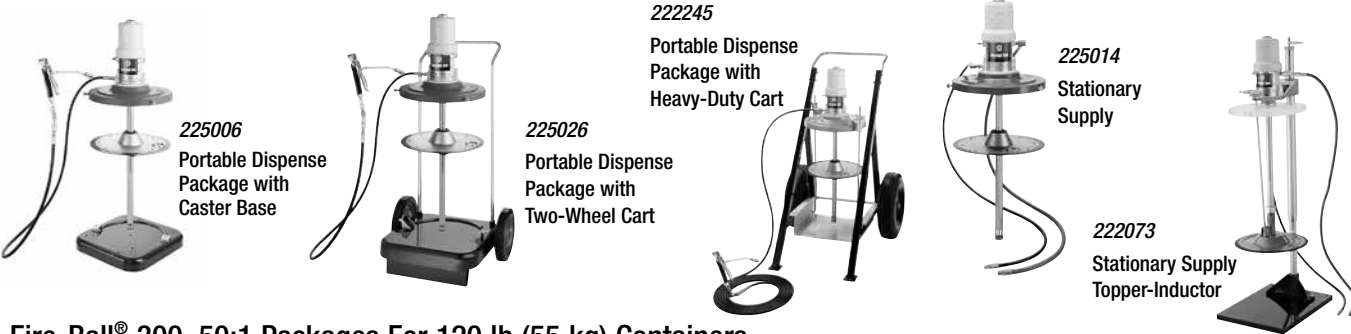 225006
Portable Dispense
Package with
Caster Base
225026
Portable Dispense
Package with
Two-Wheel Cart
222245
Portable Dispense
Package with
Heavy-Duty Cart
225014
Stationary
Supply
222073
Stationary Supply
Topper-Inductor
Fire-Ball® 300, 50:1 Packages For 120 lb (55 kg) Containers